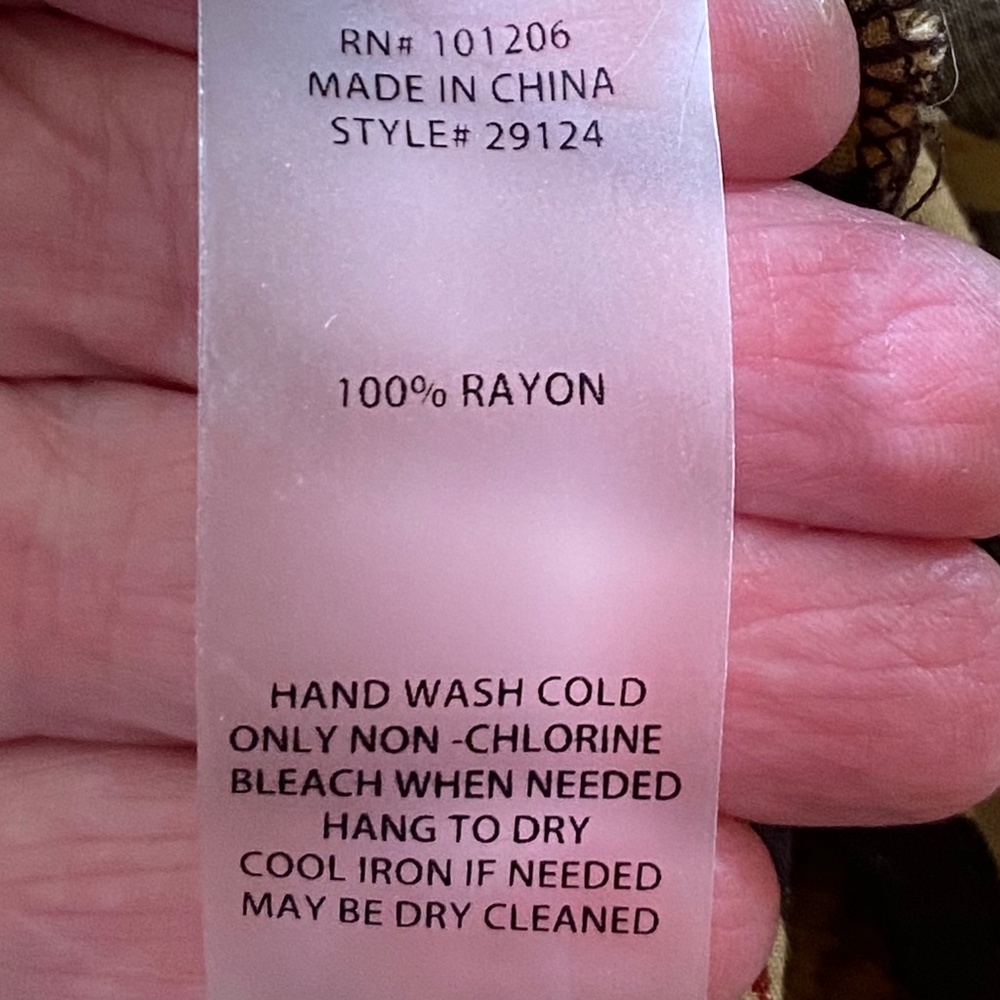 RN# 101206
MADE IN CHINA
STYLE# 29124
100% RAYON
HAND WASH COLD
ONLY NON -CHLORINE
BLEACH WHEN NEEDED
HANG TO DRY
COOL IRON IF NEEDED
MAY BE DRY CLEANED